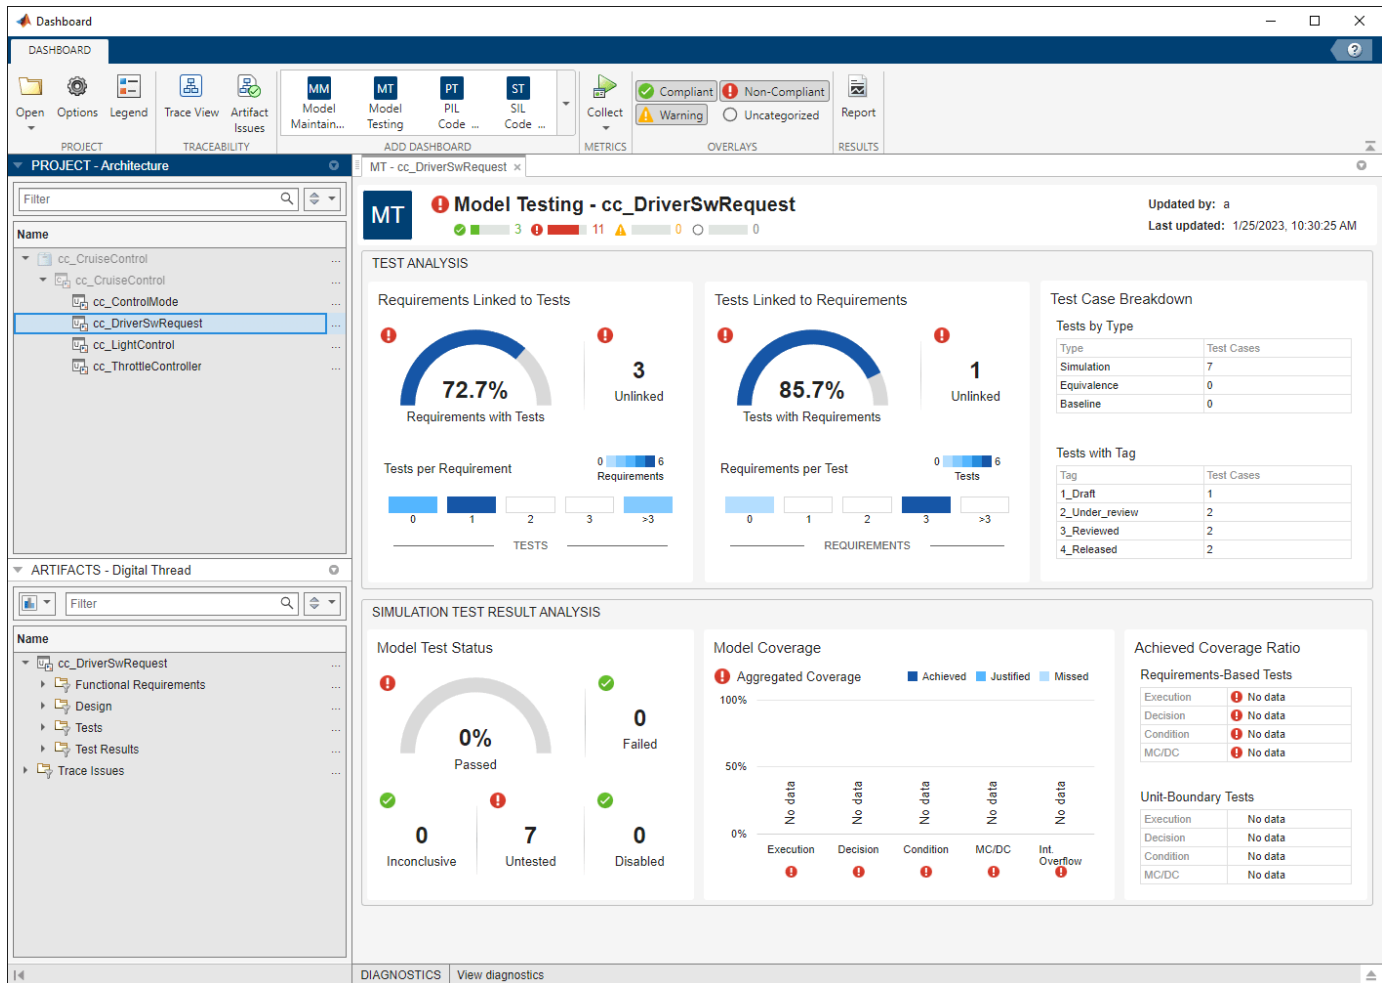 Dashboard
DASHBOARD
?
Open
Options
Legend
Trace View
Artifact
Issues
MM
Model
Maintain...
MT
Model
Testing
PT
PIL
Code ...
ST
SIL
Code ...
Collect
Compliant
Non-Compliant
Warning
Uncategorized
Report
PROJECT
TRACEABILITY
ADD DASHBOARD
METRICS
OVERLAYS
RESULTS
PROJECT - Architecture
Filter
Name
cc_CruiseControl ...
cc_CruiseControl ...
cc_ControlMode ...
cc_DriverSwRequest ...
cc_LightControl ...
cc_ThrottleController ...
ARTIFACTS - Digital Thread
Filter
Name
cc_DriverSwRequest ...
Functional Requirements ...
Design ...
Tests ...
Test Results ...
Trace Issues ...
MT - cc_DriverSwRequest ×
MT
Model Testing - cc_DriverSwRequest
3 11 0 0
Updated by: a
Last updated: 1/25/2023, 10:30:25 AM
TEST ANALYSIS
Requirements Linked to Tests
72.7%
Requirements with Tests
3
Unlinked
Tests per Requirement
0 6
Requirements
0 1 2 3 >3
TESTS
Tests Linked to Requirements
85.7%
Tests with Requirements
1
Unlinked
Requirements per Test
0 6
Tests
0 1 2 3 >3
REQUIREMENTS
Test Case Breakdown
Tests by Type
Type Test Cases
Simulation 7
Equivalence 0
Baseline 0
Tests with Tag
Tag Test Cases
1_Draft 1
2_Under_review 2
3_Reviewed 2
4_Released 2
SIMULATION TEST RESULT ANALYSIS
Model Test Status
0%
Passed
0
Failed
0
Inconclusive
7
Untested
0
Disabled
Model Coverage
Aggregated Coverage
Achieved Justified Missed
100%
50%
0%
No data No data No data No data No data
Execution Decision Condition MC/DC Int.
Overflow
Achieved Coverage Ratio
Requirements-Based Tests
Execution No data
Decision No data
Condition No data
MC/DC No data
Unit-Boundary Tests
Execution No data
Decision No data
Condition No data
MC/DC No data
DIAGNOSTICS View diagnostics